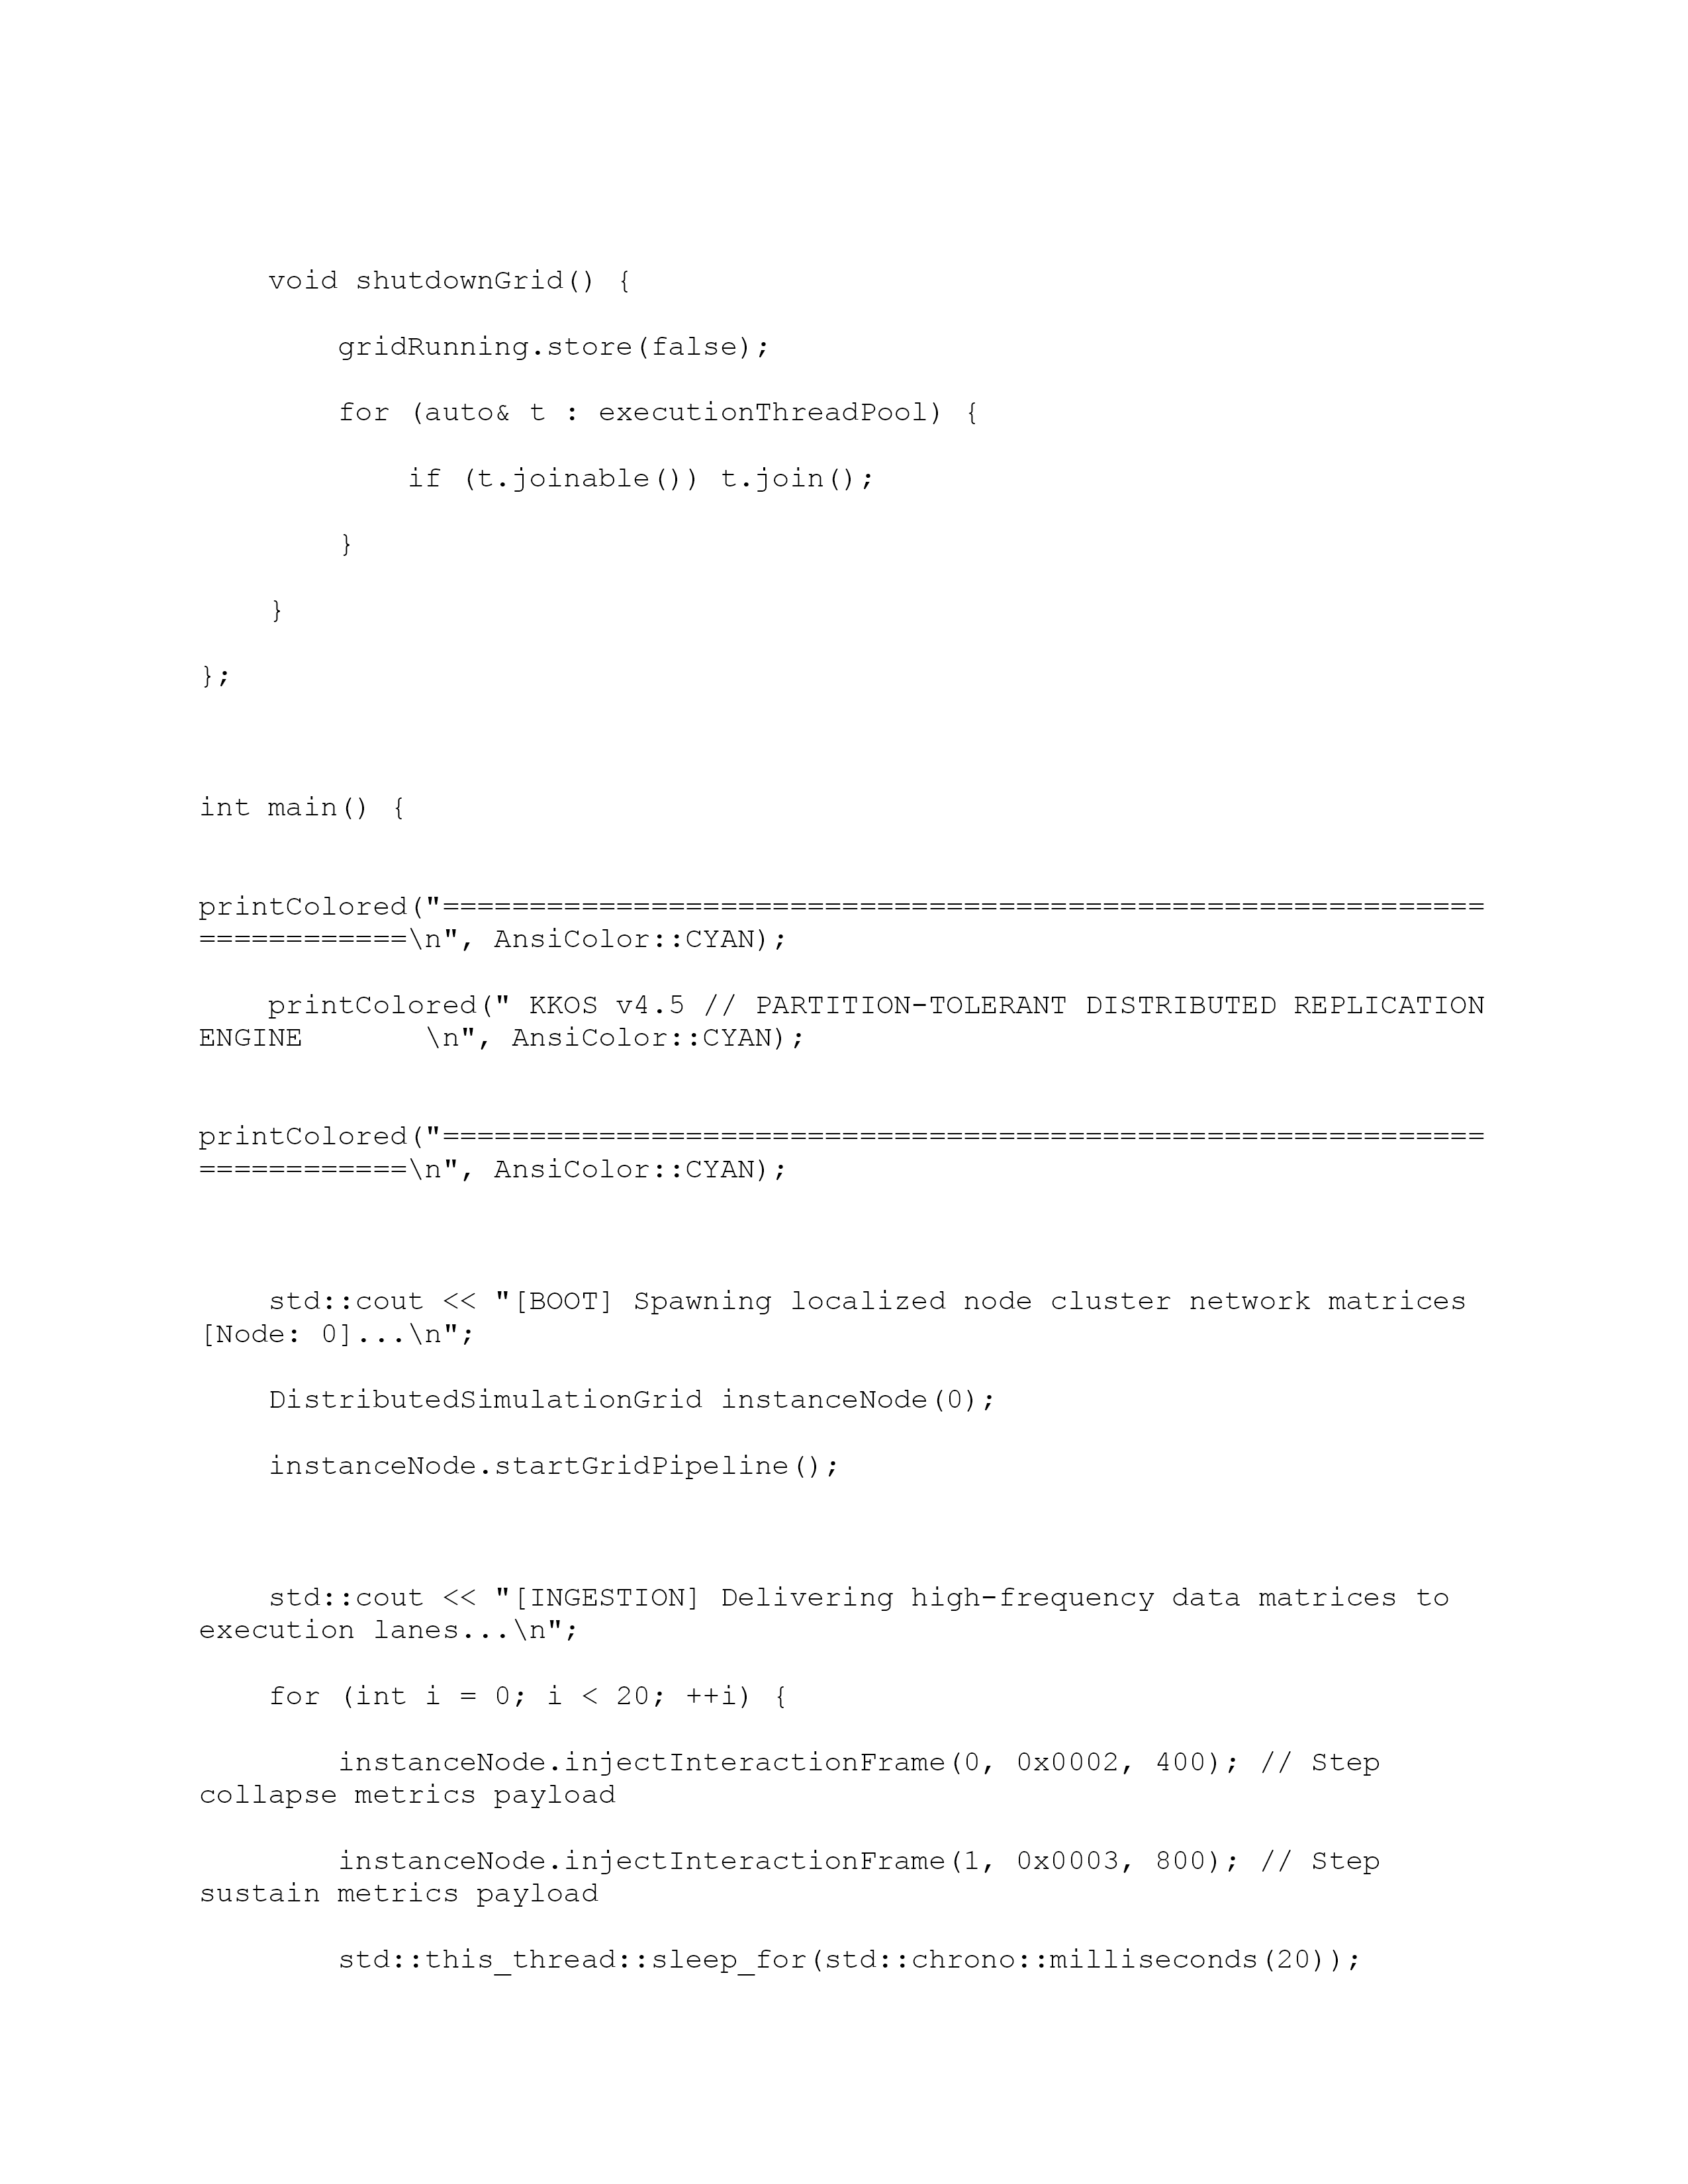 void shutdownGrid() {
        gridRunning.store(false);
        for (auto& t : executionThreadPool) {
            if (t.joinable()) t.join();
        }
    }
};
int main() {
printColored("============================================================
============\n", AnsiColor::CYAN);
    printColored(" KKOS v4.5 // PARTITION-TOLERANT DISTRIBUTED REPLICATION
ENGINE       \n", AnsiColor::CYAN);
printColored("============================================================
============\n", AnsiColor::CYAN);
    std::cout << "[BOOT] Spawning localized node cluster network matrices
[Node: 0]...\n";
    DistributedSimulationGrid instanceNode(0);
    instanceNode.startGridPipeline();
    std::cout << "[INGESTION] Delivering high-frequency data matrices to
execution lanes...\n";
    for (int i = 0; i < 20; ++i) {
        instanceNode.injectInteractionFrame(0, 0x0002, 400); // Step
collapse metrics payload
        instanceNode.injectInteractionFrame(1, 0x0003, 800); // Step
sustain metrics payload
        std::this_thread::sleep_for(std::chrono::milliseconds(20));